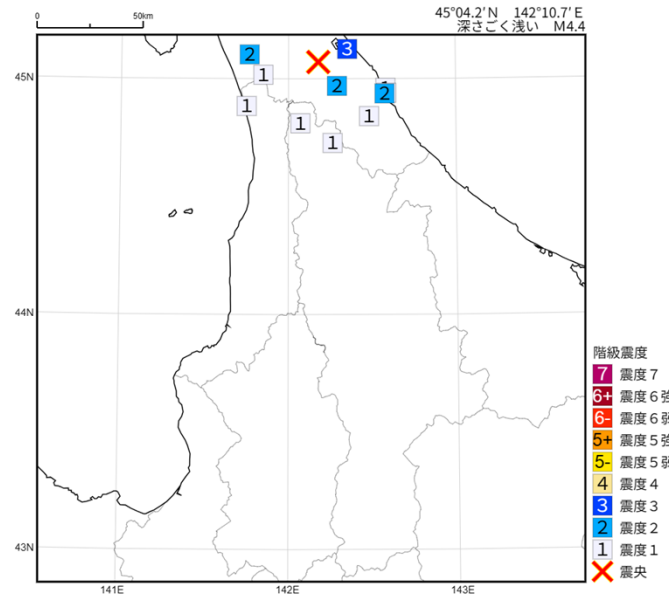 0 50km
45°04.2'N 142°10.7'E
深さごく浅い M4.4
3
2
1
45N
2
2
1
1
1
1
44N
43N
141E 142E 143E
階級震度
7 震度７
6+ 震度６強
6- 震度６弱
5+ 震度５強
5- 震度５弱
4 震度４
3 震度３
2 震度２
1 震度１
震央